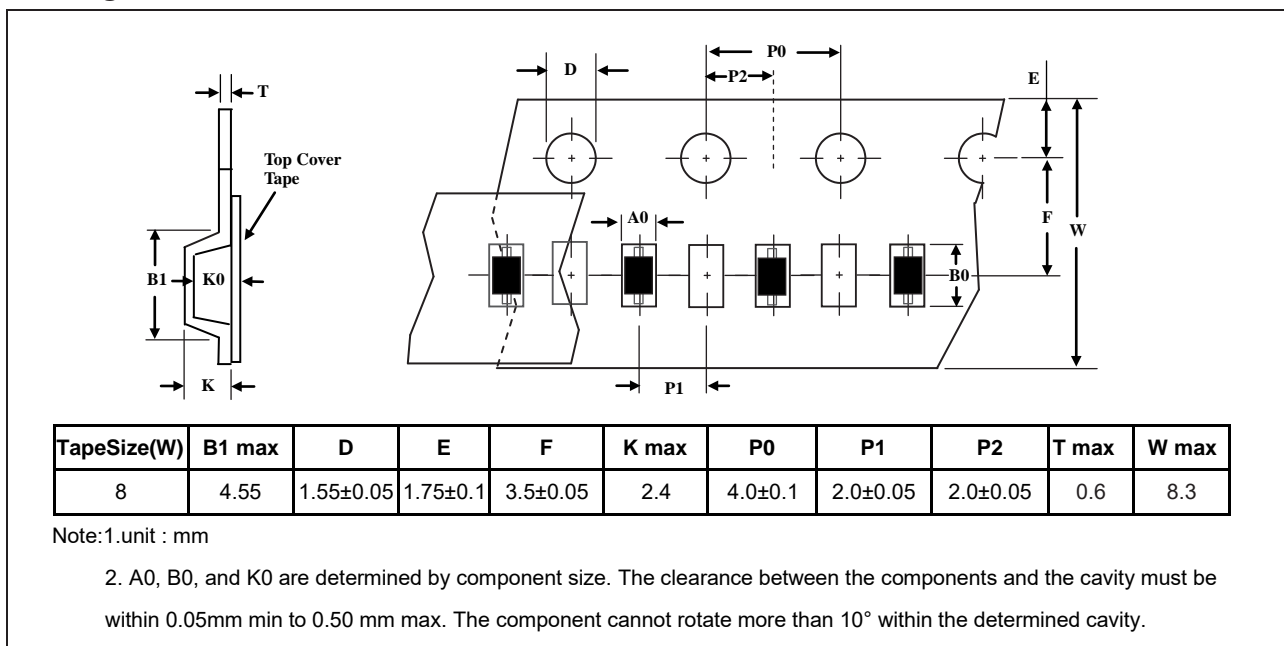 P0
D
P2
E
T
Top Cover
Tape
A0
F
W
B1
K0
B0
K
P1
TapeSize(W) B1 max D E F K max P0 P1 P2 T max W max
8 4.55 1.55±0.05 1.75±0.1 3.5±0.05 2.4 4.0±0.1 2.0±0.05 2.0±0.05 0.6 8.3
Note:1.unit : mm
2. A0, B0, and K0 are determined by component size. The clearance between the components and the cavity must be
within 0.05mm min to 0.50 mm max. The component cannot rotate more than 10° within the determined cavity.